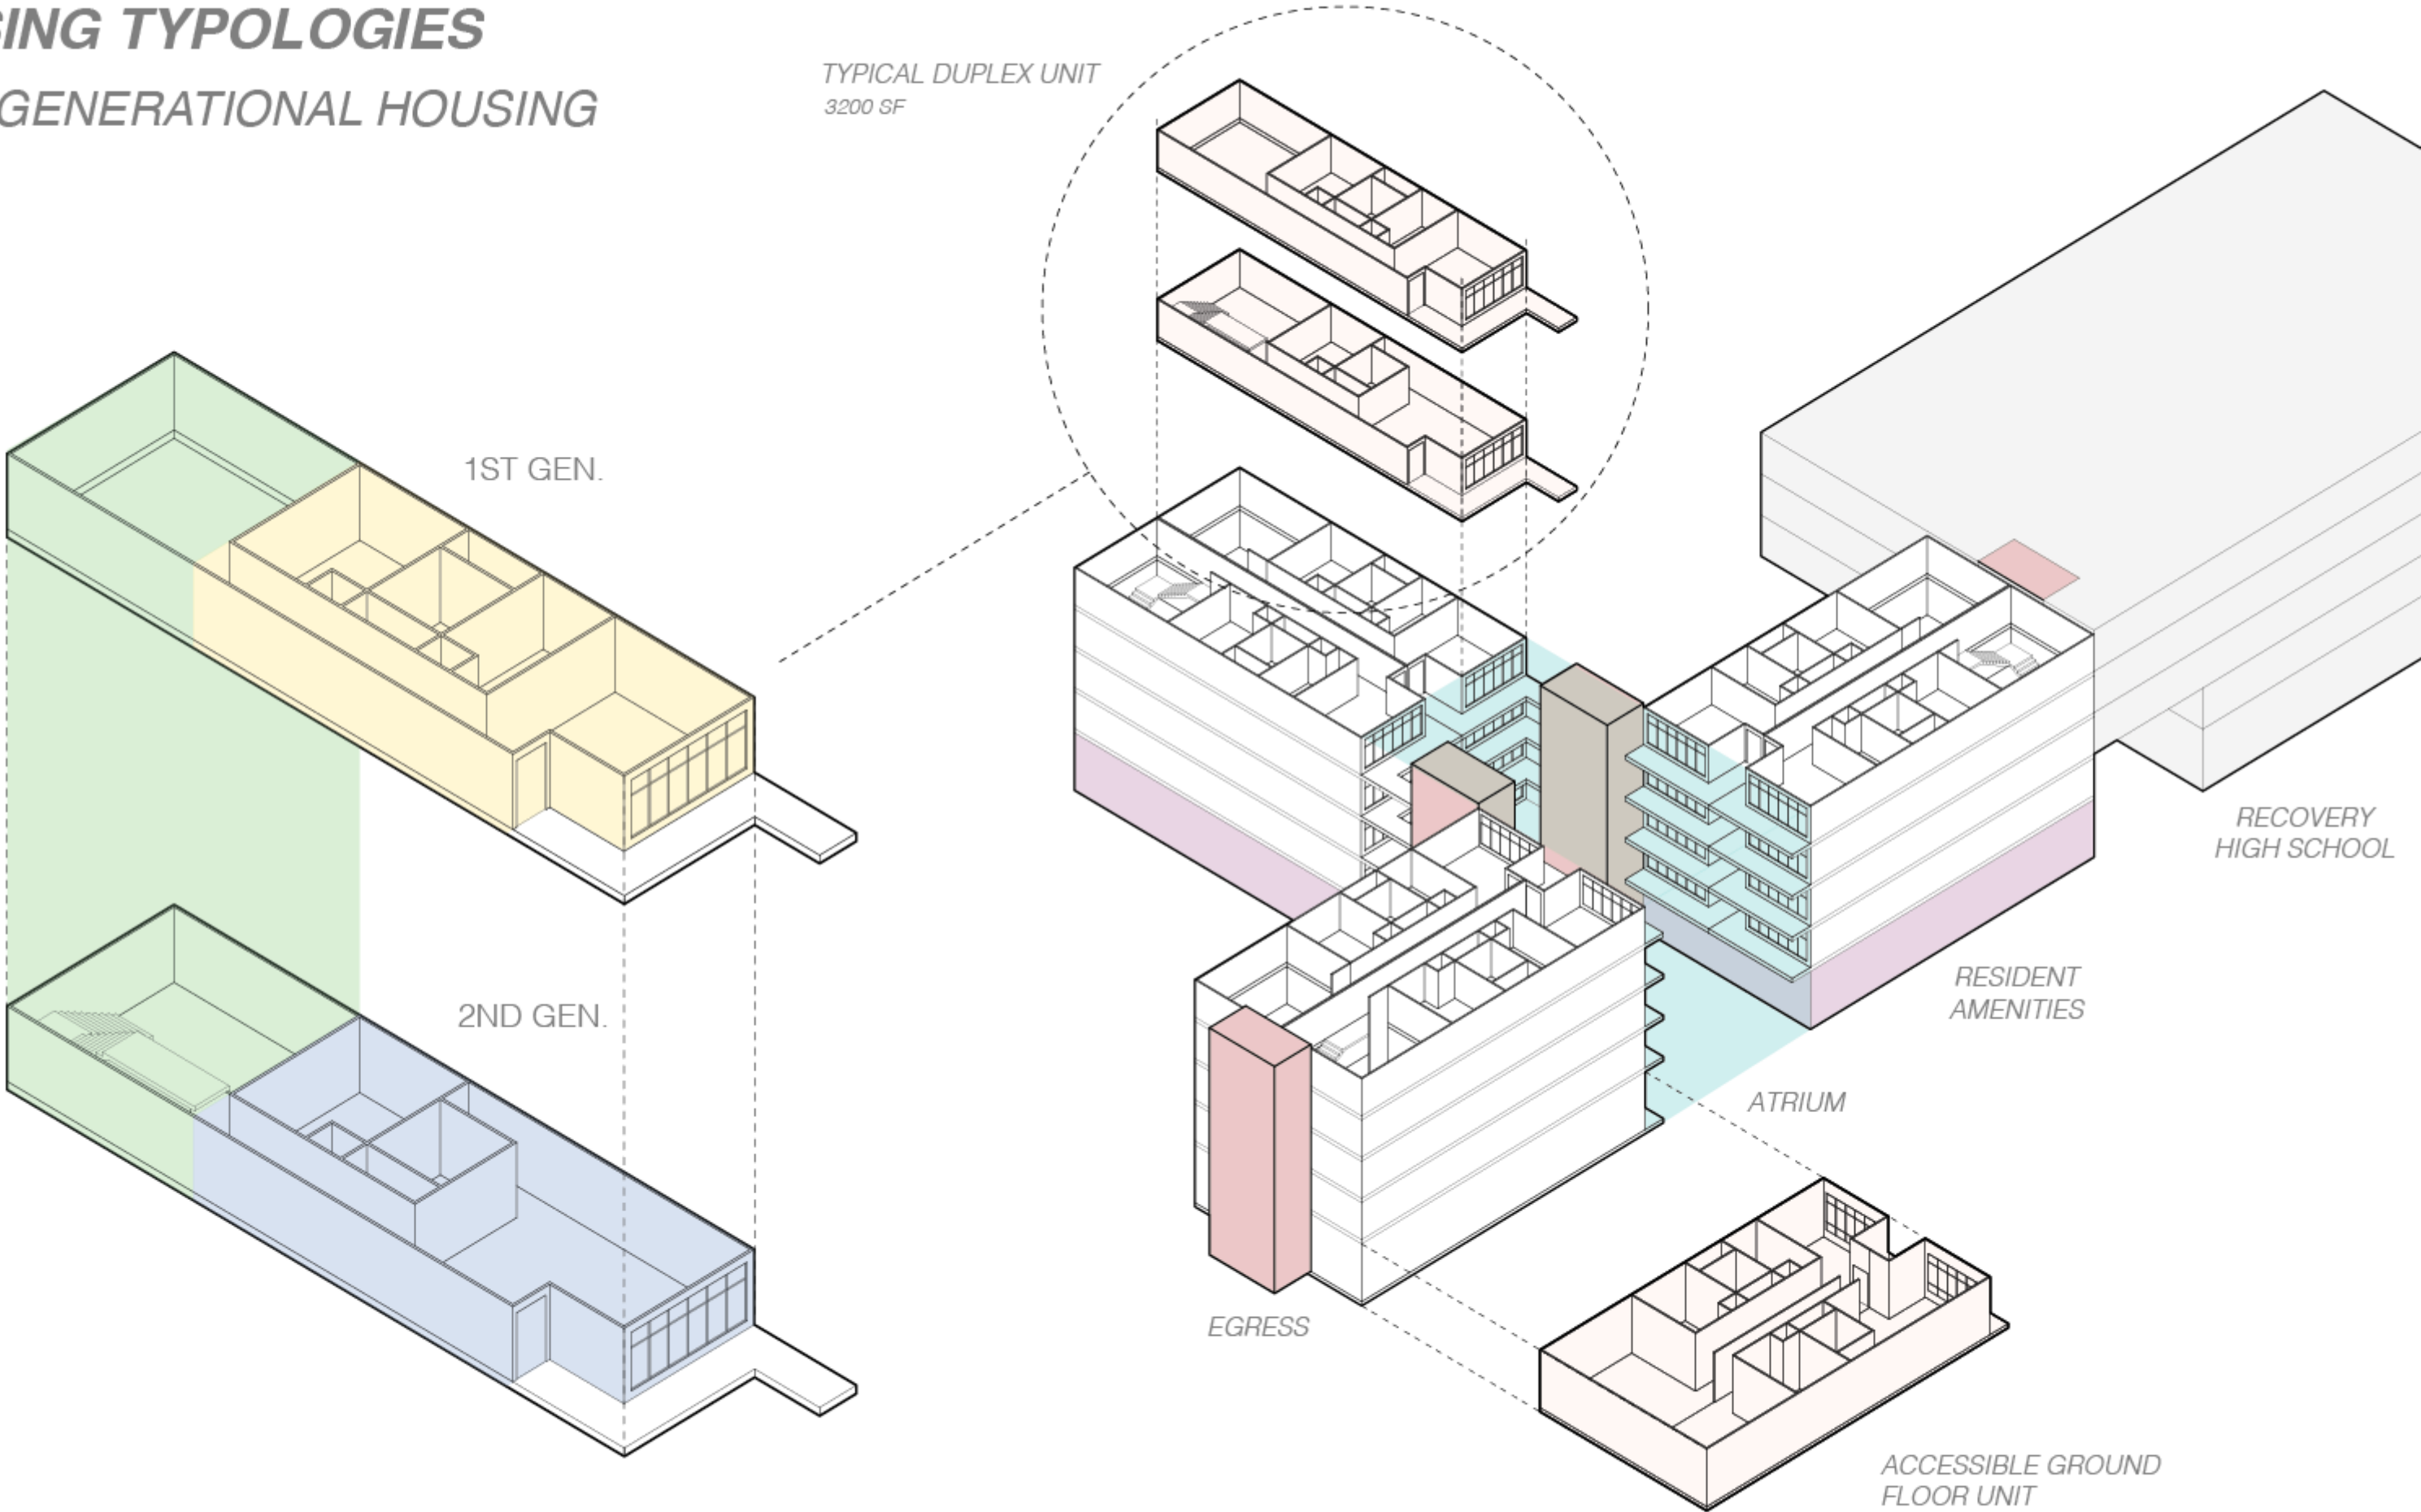 SING TYPOLOGIES
GENERATIONAL HOUSING
TYPICAL DUPLEX UNIT
3200 SF
1ST GEN.
2ND GEN.
RECOVERY
HIGH SCHOOL
RESIDENT
AMENITIES
ATRIUM
EGRESS
ACCESSIBLE GROUND
FLOOR UNIT